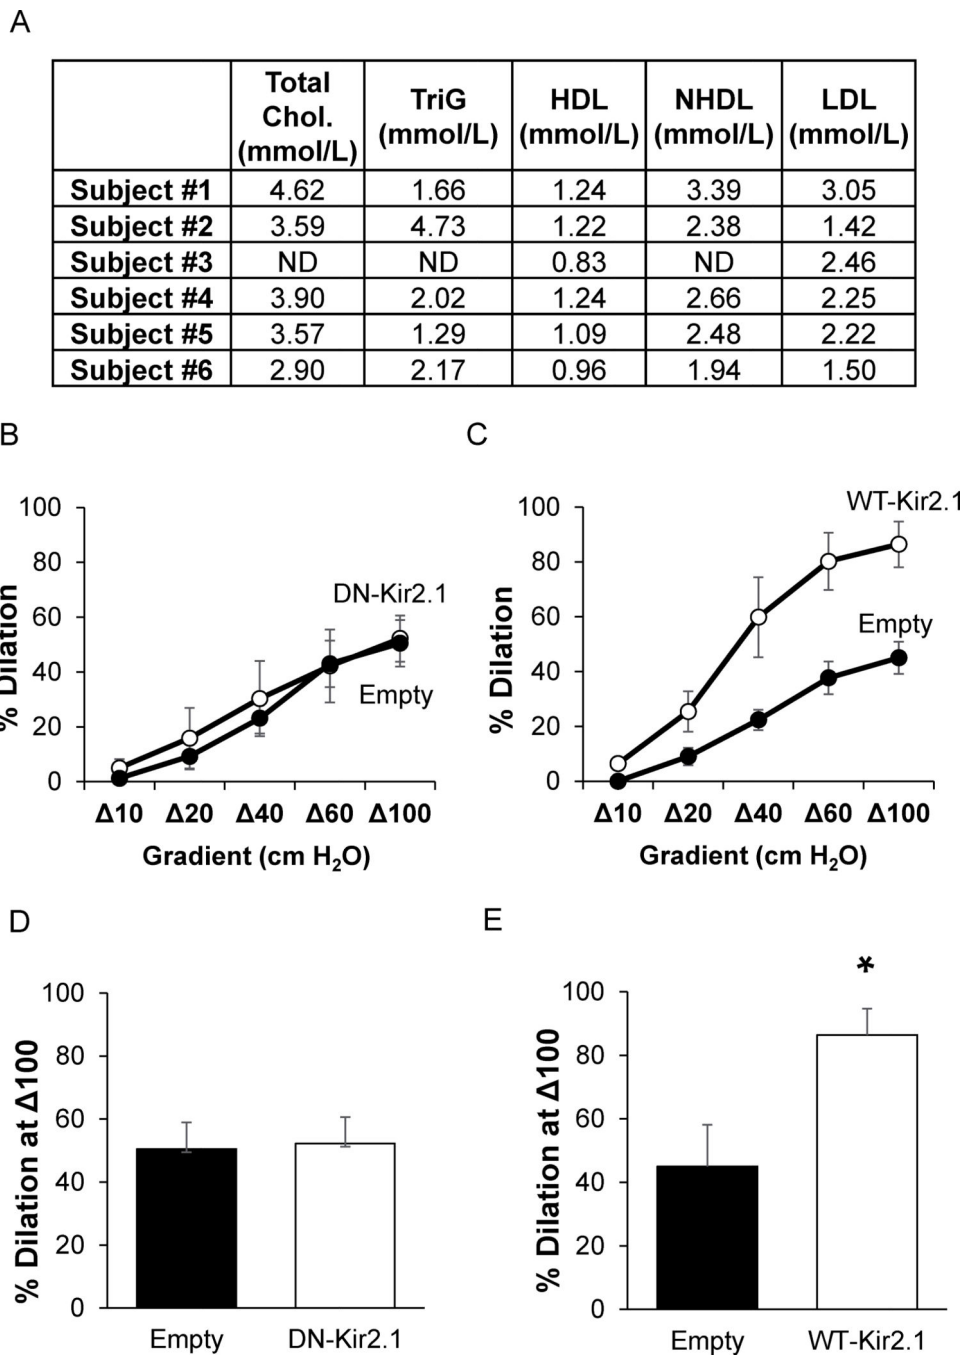 A
Total Chol. (mmol/L) TriG (mmol/L) HDL (mmol/L) NHDL (mmol/L) LDL (mmol/L)
Subject #1 4.62 1.66 1.24 3.39 3.05
Subject #2 3.59 4.73 1.22 2.38 1.42
Subject #3 ND ND 0.83 ND 2.46
Subject #4 3.90 2.02 1.24 2.66 2.25
Subject #5 3.57 1.29 1.09 2.48 2.22
Subject #6 2.90 2.17 0.96 1.94 1.50
B
% Dilation
100
80
60
40
20
0
DN-Kir2.1
Empty
Δ10 Δ20 Δ40 Δ60 Δ100
Gradient (cm H₂O)
C
% Dilation
100
80
60
40
20
0
WT-Kir2.1
Empty
Δ10 Δ20 Δ40 Δ60 Δ100
Gradient (cm H₂O)
D
% Dilation at Δ100
100
80
60
40
20
0
Empty DN-Kir2.1
E
% Dilation at Δ100
100
80
60
40
20
0
*
Empty WT-Kir2.1